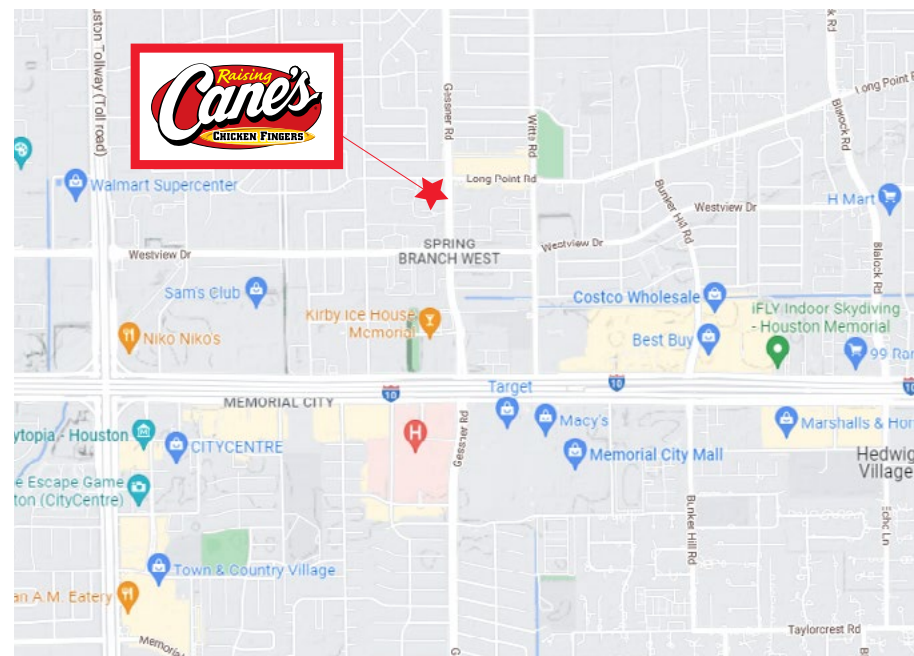 uston Tollway (Toll road)
Raising
Cane's
CHICKEN FINGERS
Gessner Rd
Witte Rd
Long Point
Blalock Rd
Walmart Supercenter
Long Point Rd
Bunker Hill Rd
Westview Dr
H Mart
Westview Dr
SPRING
BRANCH WEST
Westview Dr
Blalock Rd
Sam's Club
Costco Wholesale
Kirby Ice House
Memorial
iFLY Indoor Skydiving
- Houston Memorial
Niko Niko's
Best Buy
99 Ran
10
10
10
Target
MEMORIAL CITY
Macy's
Marshalls & Hom
H
Gessner Rd
ytopia - Houston
CITYCENTRE
Memorial City Mall
Hedwig
Village
e Escape Game
ton (CityCentre)
Bunker Hill Rd
Echo Ln
Town & Country Village
an A.M. Eatery
Taylorcrest Rd
Memorial
G
B